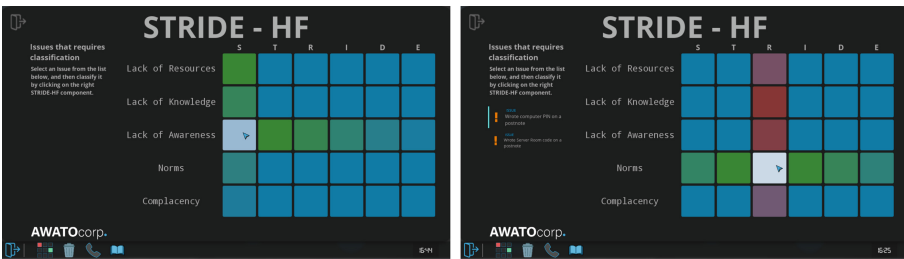 STRIDE - HF
Issues that requires
classification
Select an issue from the list
below, and then classify it
by clicking on the right
STRIDE-HF component.
S T R I D E
Lack of Resources
Lack of Knowledge
Lack of Awareness
Norms
Complacency
AWATOcorp.
16:44
STRIDE - HF
Issues that requires
classification
Select an issue from the list
below, and then classify it
by clicking on the right
STRIDE-HF component.
S T R I D E
Lack of Resources
Lack of Knowledge
Lack of Awareness
Norms
Complacency
Wrote computer PIN on a
postnote
Wrote Server Room code on a
postnote
AWATOcorp.
16:25